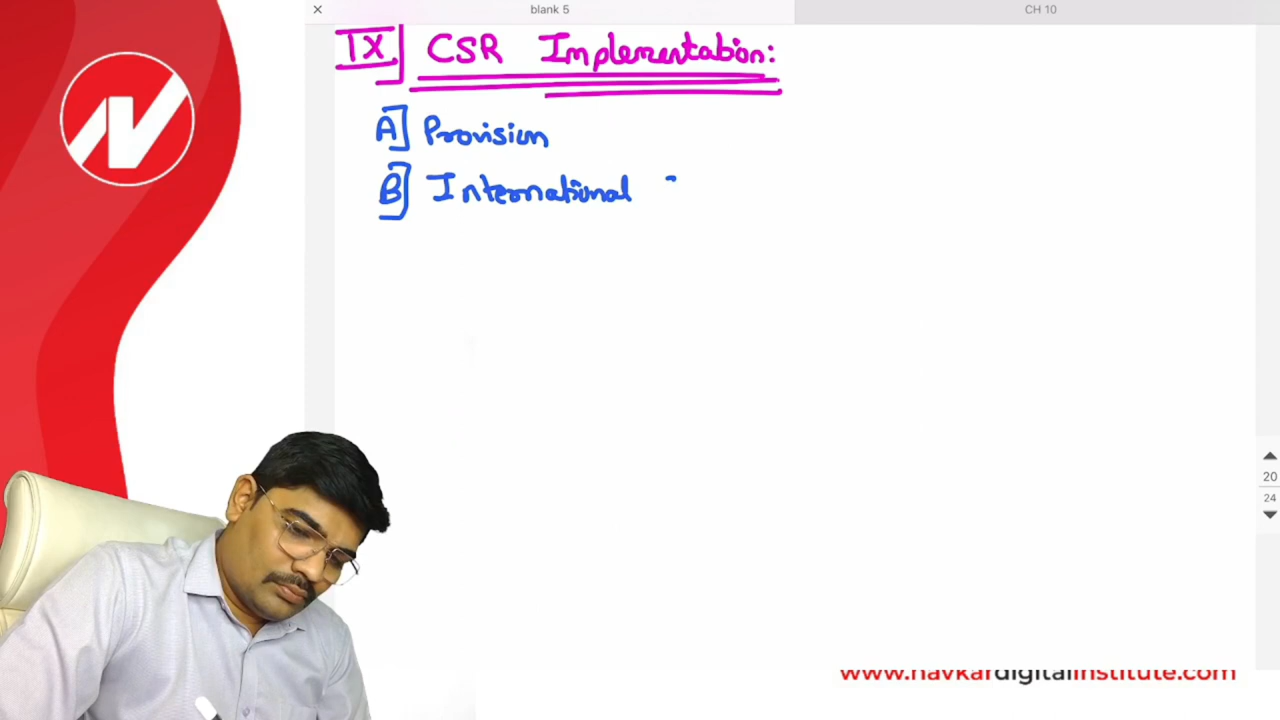 blank 5
CH 10
IX] CSR Implementation:
A] Provision
B] International
20
24
www.navkardigitalinstitute.com